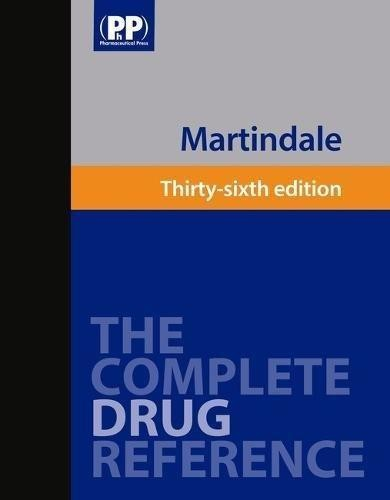 (PhP)
Pharmaceutical Press
Martindale
Thirty-sixth edition
THE
COMPLETE
DRUG
REFERENCE